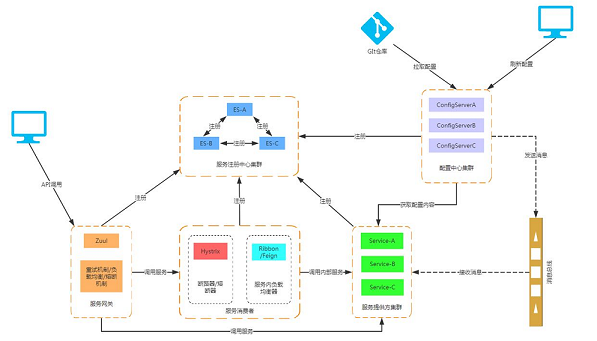 Git仓库
拉取配置
刷新配置
ES-A
注册
注册
ES-B
注册
ES-C
服务注册中心集群
ConfigServerA
ConfigServerB
ConfigServerC
配置中心集群
注册
发送消息
API调用
注册
注册
注册
获取配置内容
Zuul
重试机制/负
载均衡/熔断
机制
服务网关
调用服务
Hystrix
断路器/熔
断器
Ribbon
/Feign
服务内负载
均衡器
服务消费者
调用内部服务
Service-A
Service-B
Service-C
服务提供方集群
接收消息
消息总线
调用服务